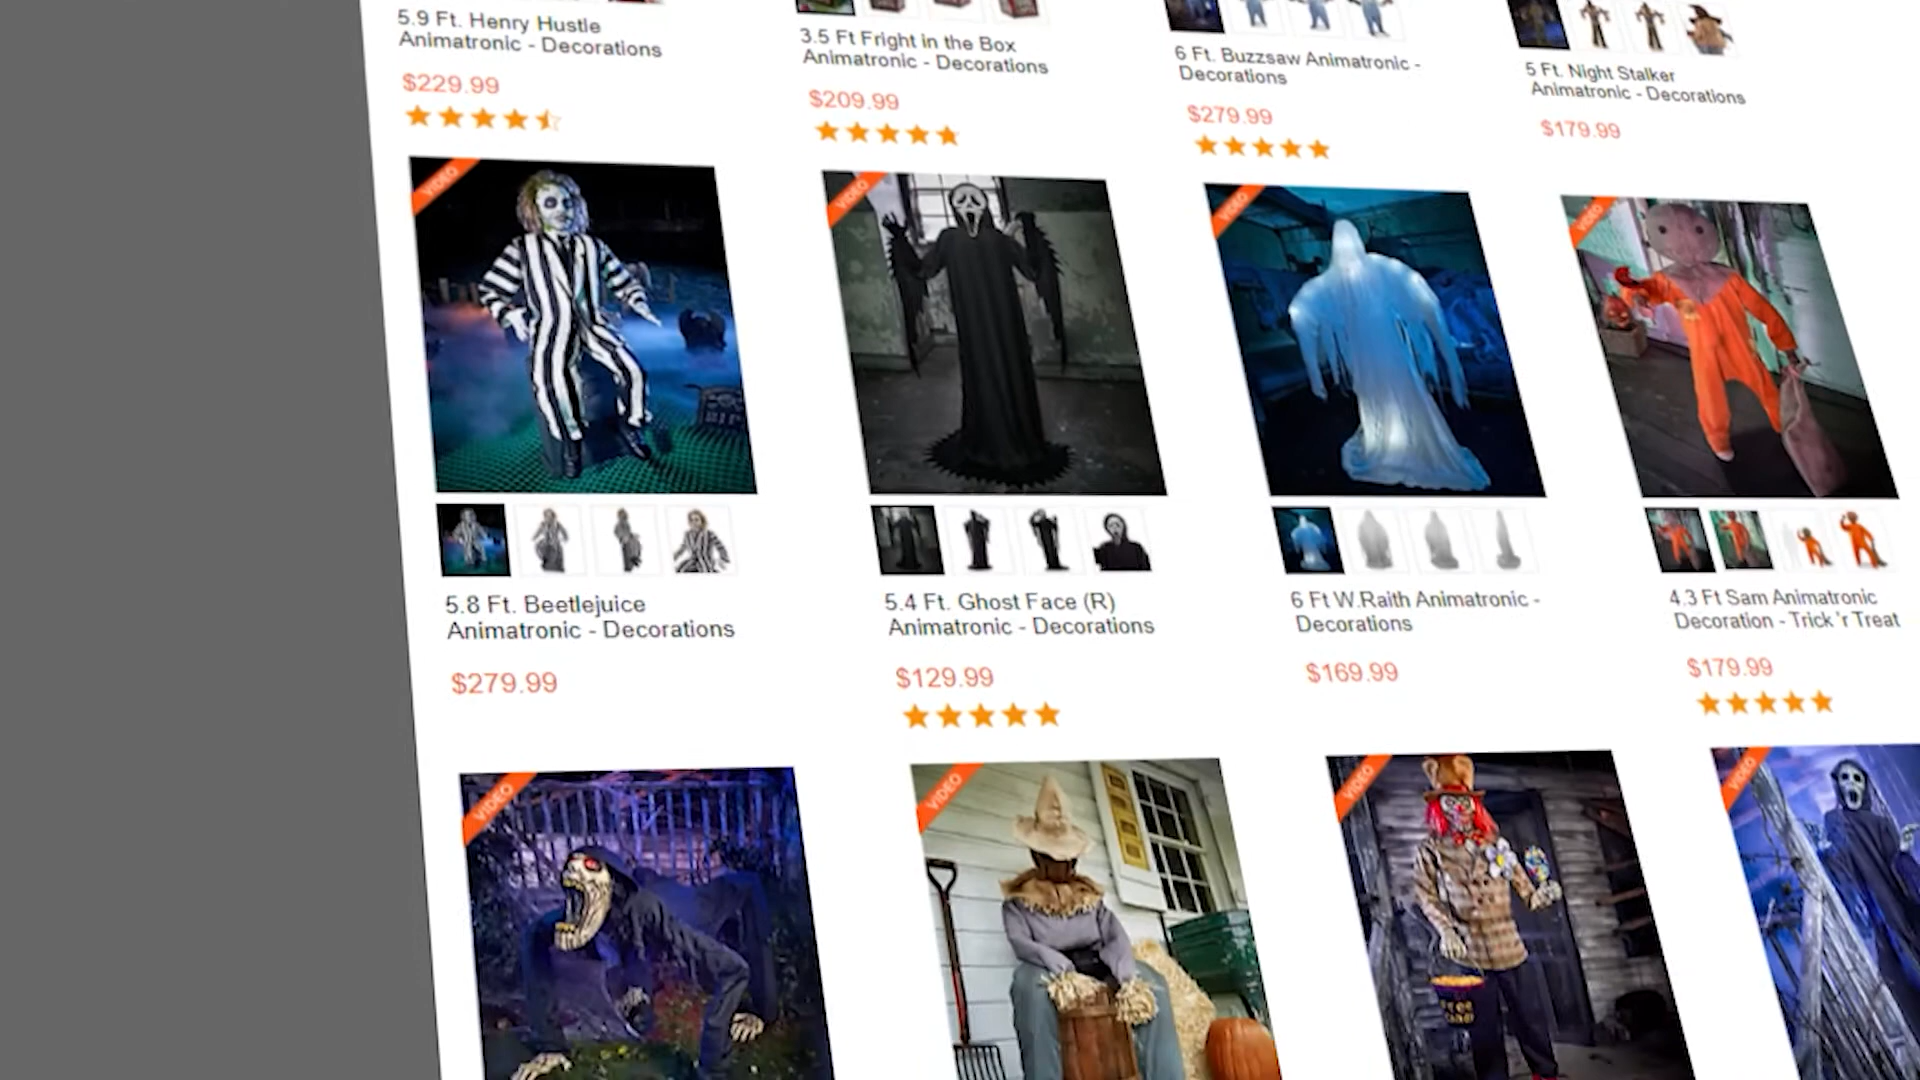 5.9 Ft. Henry Hustle
Animatronic - Decorations
$229.99
3.5 Ft Fright in the Box
Animatronic - Decorations
$209.99
6 Ft. Buzzsaw Animatronic -
Decorations
$279.99
5 Ft. Night Stalker
Animatronic - Decorations
$179.99
VIDEO
VIDEO
VIDEO
VIDEO
RIP
5.8 Ft. Beetlejuice
Animatronic - Decorations
$279.99
5.4 Ft. Ghost Face (R)
Animatronic - Decorations
$129.99
6 Ft W.Raith Animatronic -
Decorations
$169.99
4.3 Ft Sam Animatronic
Decoration - Trick 'r Treat
$179.99
VIDEO
VIDEO
VIDEO
VIDEO